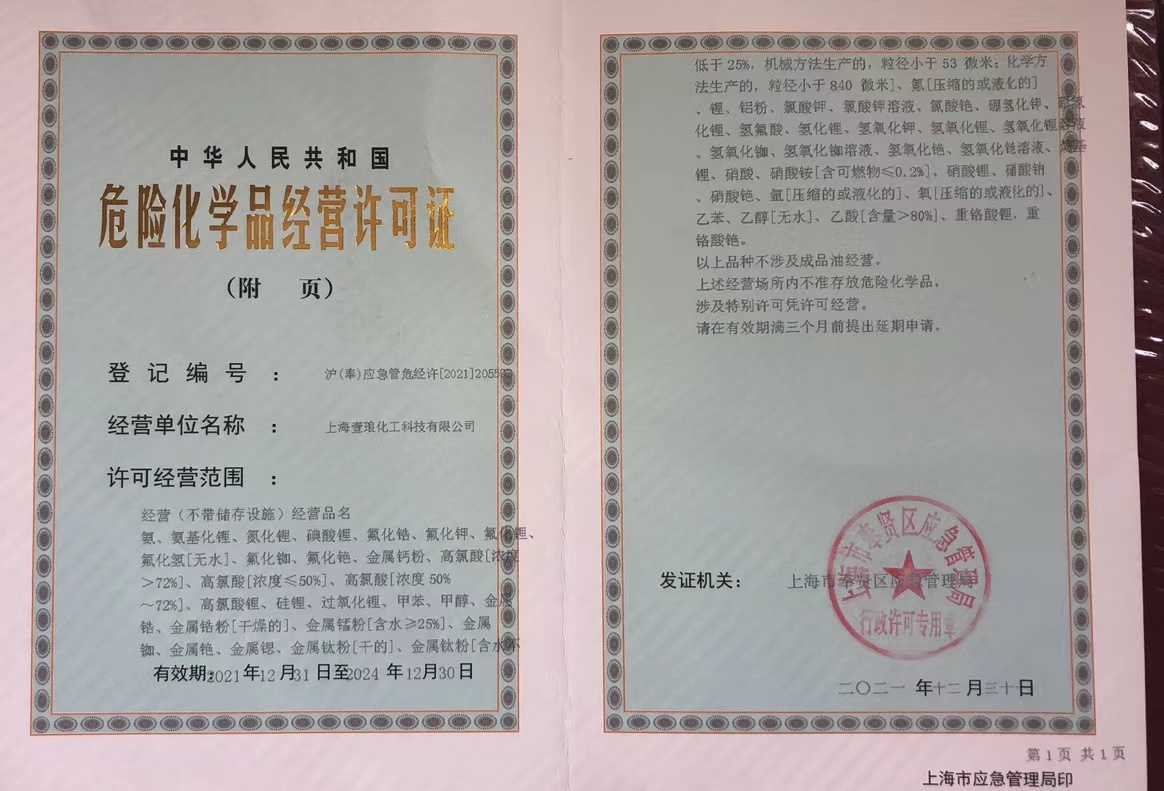 中华人民共和国
危险化学品经营许可证
（附 页）
登记编号：
沪(奉)应急管危经许[2021]20559
经营单位名称：
上海壹琅化工科技有限公司
许可经营范围：
经营（不带储存设施）经营品名
氨、氨基化锂、氮化锂、碘酸锂、氟化锆、氟化钾、氟化锂、
氟化氢[无水]、氟化铷、氟化铯、金属钙粉、高氯酸[浓度
>72%]、高氯酸[浓度≤50%]、高氯酸[浓度 50%
～72%]、高氯酸锂、硅锂、过氧化锂、甲苯、甲醇、金属
锆、金属锆粉[干燥的]、金属锰粉[含水≥25%]、金属
铷、金属铯、金属锶、金属钛粉[干的]、金属钛粉[含水不
有效期：2021年12月31日至2024年12月30日
低于 25%，机械方法生产的，粒径小于 53 微米；化学方
法生产的，粒径小于 840 微米]、氪[压缩的或液化的]
、锂、铝粉、氯酸钾、氯酸钾溶液、氯酸铯、硼氢化钾、硼氢
化锂、氢氟酸、氢化锂、氢氧化钾、氢氧化锂、氢氧化锂溶液
、氢氧化铷、氢氧化铷溶液、氢氧化铯、氢氧化铯溶液、
锂、硝酸、硝酸铵[含可燃物≤0.2%]、硝酸锂、硝酸钠
、硝酸铯、氩[压缩的或液化的]、氧[压缩的或液化的]、
乙苯、乙醇[无水]、乙酸[含量＞80%]、重铬酸锂、重
铬酸铯。
以上品种不涉及成品油经营。
上述经营场所内不准存放危险化学品。
涉及特别许可凭许可经营。
请在有效期满三个月前提出延期申请。
发证机关：
上海市奉贤区应急管理局
上海市奉贤区应急管理局
行政许可专用章
二〇二一年十二月三十日
第1页 共1页
上海市应急管理局印